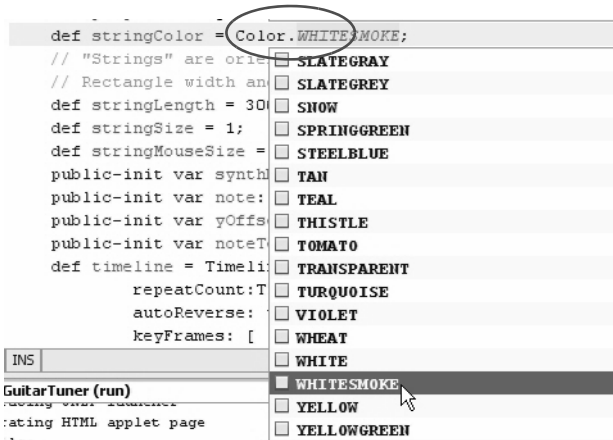 def stringColor = Color.WHITESMOKE;
// "Strings" are orie
// Rectangle width an
def stringLength = 30
def stringSize = 1;
def stringMouseSize =
public-init var synth
public-init var note:
public-init var yOffs
public-init var noteT
def timeline = Timeli
repeatCount:T
autoReverse:
keyFrames: [
SLATEGRAY
SLATEGREY
SNOW
SPRINGGREEN
STEELBLUE
TAN
TEAL
THISTLE
TOMATO
TRANSPARENT
TURQUOISE
VIOLET
WHEAT
WHITE
WHITESMOKE
YELLOW
YELLOWGREEN
INS
GuitarTuner (run)
rating HTML applet page